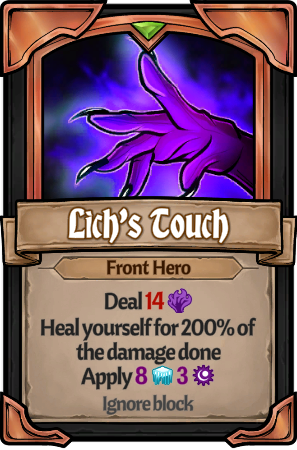 Lich's Touch
Front Hero
Deal 14
Heal yourself for 200% of
the damage done
Apply 8 3
Ignore block